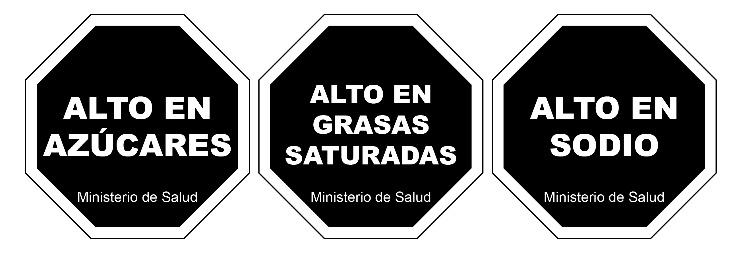 ALTO EN
AZÚCARES
Ministerio de Salud
ALTO EN
GRASAS
SATURADAS
Ministerio de Salud
ALTO EN
SODIO
Ministerio de Salud